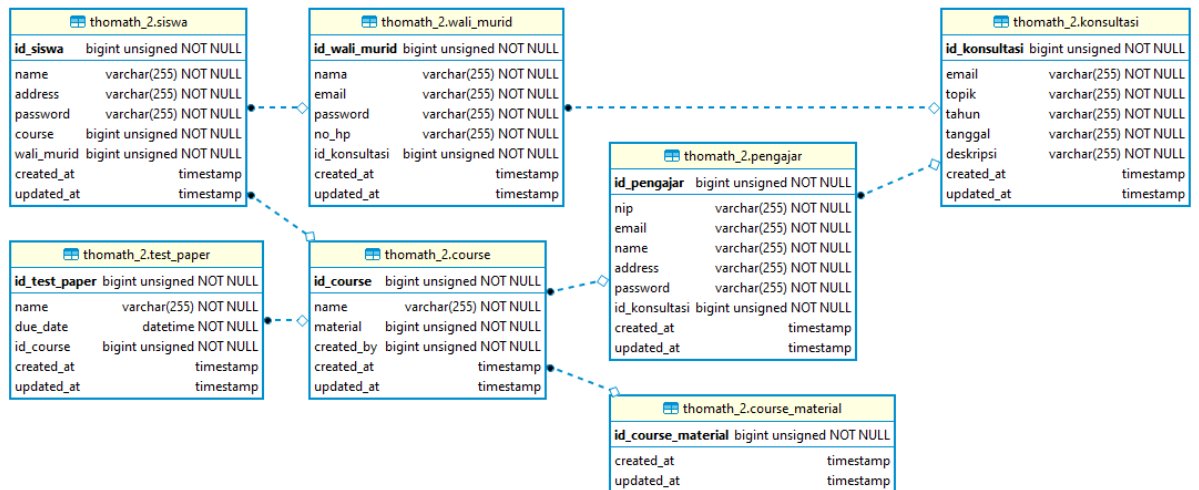 thomath_2.siswa
id_siswa bigint unsigned NOT NULL
name varchar(255) NOT NULL
address varchar(255) NOT NULL
password varchar(255) NOT NULL
course bigint unsigned NOT NULL
wali_murid bigint unsigned NOT NULL
created_at timestamp
updated_at timestamp
thomath_2.wali_murid
id_wali_murid bigint unsigned NOT NULL
nama varchar(255) NOT NULL
email varchar(255) NOT NULL
password varchar(255) NOT NULL
no_hp varchar(255) NOT NULL
id_konsultasi bigint unsigned NOT NULL
created_at timestamp
updated_at timestamp
thomath_2.konsultasi
id_konsultasi bigint unsigned NOT NULL
email varchar(255) NOT NULL
topik varchar(255) NOT NULL
tahun varchar(255) NOT NULL
tanggal varchar(255) NOT NULL
deskripsi varchar(255) NOT NULL
created_at timestamp
updated_at timestamp
thomath_2.pengajar
id_pengajar bigint unsigned NOT NULL
nip varchar(255) NOT NULL
email varchar(255) NOT NULL
name varchar(255) NOT NULL
address varchar(255) NOT NULL
password varchar(255) NOT NULL
id_konsultasi bigint unsigned NOT NULL
created_at timestamp
updated_at timestamp
thomath_2.test_paper
id_test_paper bigint unsigned NOT NULL
name varchar(255) NOT NULL
due_date datetime NOT NULL
id_course bigint unsigned NOT NULL
created_at timestamp
updated_at timestamp
thomath_2.course
id_course bigint unsigned NOT NULL
name varchar(255) NOT NULL
material bigint unsigned NOT NULL
created_by bigint unsigned NOT NULL
created_at timestamp
updated_at timestamp
thomath_2.course_material
id_course_material bigint unsigned NOT NULL
created_at timestamp
updated_at timestamp